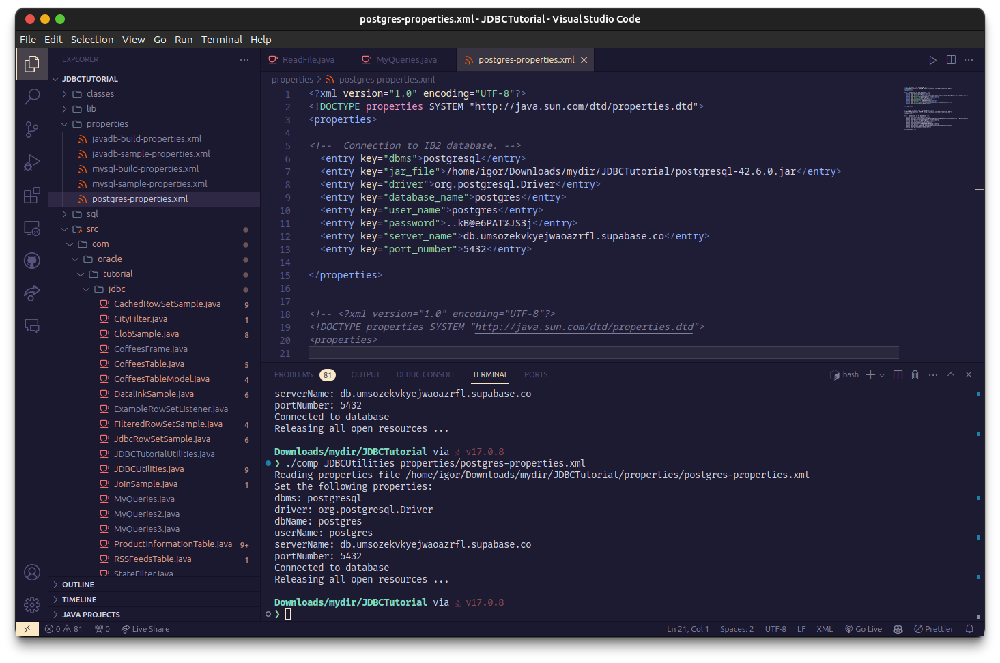 postgres-properties.xml - JDBCTutorial - Visual Studio Code
File Edit Selection View Go Run Terminal Help
EXPLORER
JDBCTUTORIAL
classes
lib
properties
javadb-build-properties.xml
javadb-sample-properties.xml
mysql-build-properties.xml
mysql-sample-properties.xml
postgres-properties.xml
sql
src
com
oracle
tutorial
jdbc
CachedRowSetSample.java 9
CityFilter.java 1
ClobSample.java 8
CoffeesFrame.java
CoffeesTable.java 5
CoffeesTableModel.java 4
DatalinkSample.java 6
ExampleRowSetListener.java
FilteredRowSetSample.java 4
JdbcRowSetSample.java 6
JDBCTutorialUtilities.java
JDBCUtilities.java 9
JoinSample.java 1
MyQueries.java
MyQueries2.java
MyQueries3.java
ProductInformationTable.java 9+
RSSFeedsTable.java 1
StateFilter.java
OUTLINE
TIMELINE
JAVA PROJECTS
ReadFile.java MyQueries.java postgres-properties.xml
properties > postgres-properties.xml
1 <?xml version="1.0" encoding="UTF-8"?>
2 <!DOCTYPE properties SYSTEM "http://java.sun.com/dtd/properties.dtd">
3 <properties>
4
5 <!--  Connection to IB2 database. -->
6 <entry key="dbms">postgresql</entry>
7 <entry key="jar_file">/home/igor/Downloads/mydir/JDBCTutorial/postgresql-42.6.0.jar</entry>
8 <entry key="driver">org.postgresql.Driver</entry>
9 <entry key="database_name">postgres</entry>
10 <entry key="user_name">postgres</entry>
11 <entry key="password">..kB@e6PAT%JS3j</entry>
12 <entry key="server_name">db.umsozekvkyejwaoazrfl.supabase.co</entry>
13 <entry key="port_number">5432</entry>
14
15 </properties>
16
17
18 <!-- <?xml version="1.0" encoding="UTF-8"?>
19 <!DOCTYPE properties SYSTEM "http://java.sun.com/dtd/properties.dtd">
20 <properties>
21
PROBLEMS 81 OUTPUT DEBUG CONSOLE TERMINAL PORTS bash
serverName: db.umsozekvkyejwaoazrfl.supabase.co
portNumber: 5432
Connected to database
Releasing all open resources ...
Downloads/mydir/JDBCTutorial via v17.0.8
❯ ./comp JDBCUtilities properties/postgres-properties.xml
Reading properties file /home/igor/Downloads/mydir/JDBCTutorial/properties/postgres-properties.xml
Set the following properties:
dbms: postgresql
driver: org.postgresql.Driver
dbName: postgres
userName: postgres
serverName: db.umsozekvkyejwaoazrfl.supabase.co
portNumber: 5432
Connected to database
Releasing all open resources ...
Downloads/mydir/JDBCTutorial via v17.0.8
❯
0 81 0 Live Share Ln 21, Col 1 Spaces: 2 UTF-8 LF XML Go Live Prettier